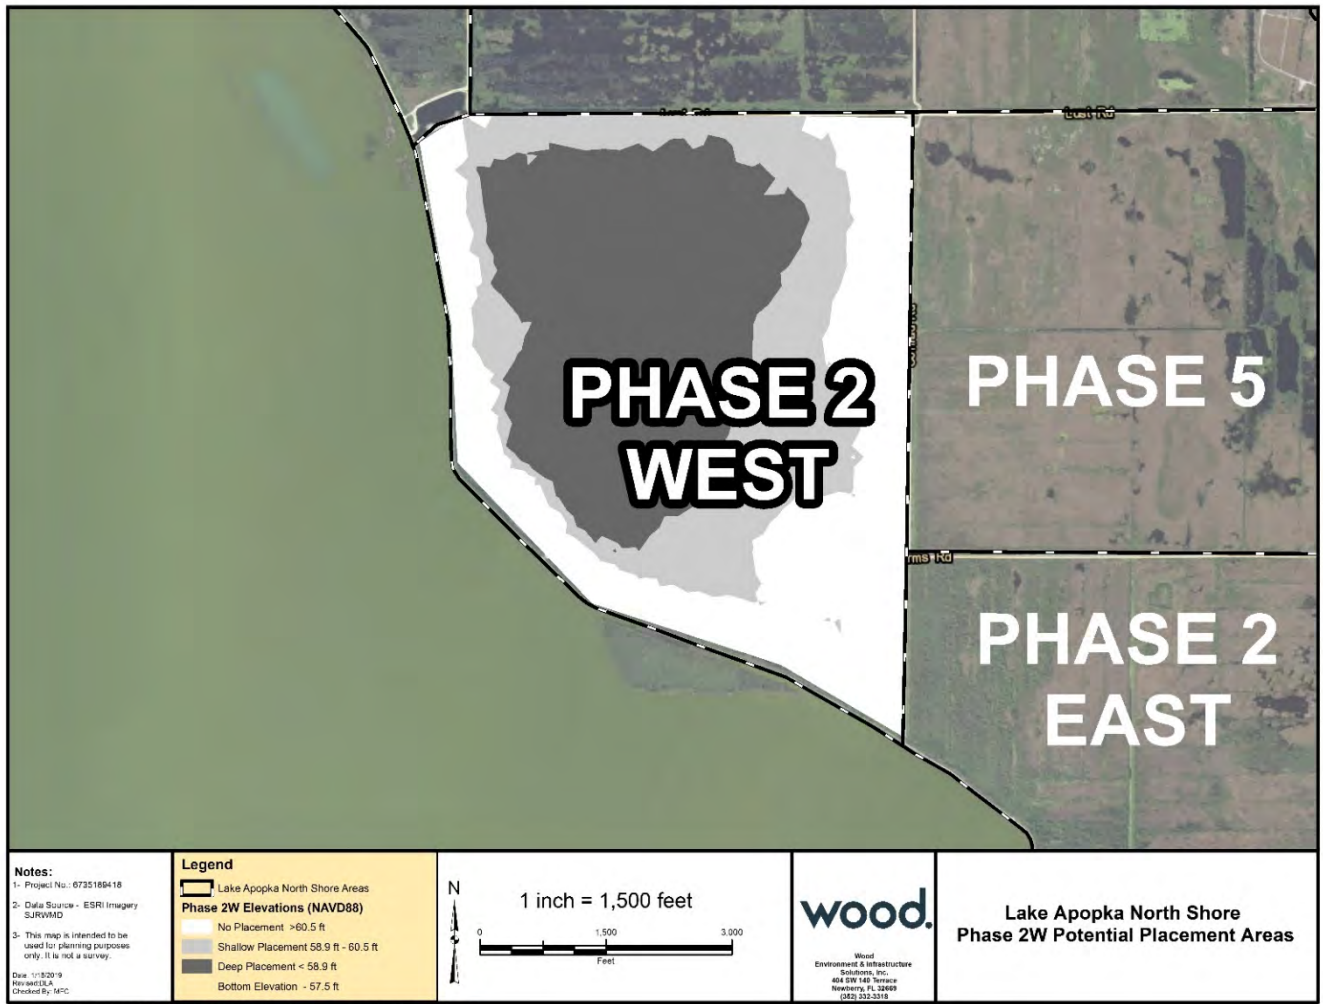 Lust Rd
PHASE 2
WEST
PHASE 5
rms Rd
PHASE 2
EAST
Notes:
1- Project No.: 6735189418
2- Data Source - ESRI Imagery
SJRWMD
3- This map is intended to be
used for planning purposes
only. It is not a survey.
Date: 1/18/2019
Revised:DLA
Checked By: MFC
Legend
Lake Apopka North Shore Areas
Phase 2W Elevations (NAVD88)
No Placement >60.5 ft
Shallow Placement 58.9 ft - 60.5 ft
Deep Placement < 58.9 ft
Bottom Elevation - 57.5 ft
N
1 inch = 1,500 feet
0 1,500 3,000
Feet
wood.
Wood
Environment & Infrastructure
Solutions, Inc.
404 SW 140 Terrace
Newberry, FL 32669
(352) 332-3318
Lake Apopka North Shore
Phase 2W Potential Placement Areas